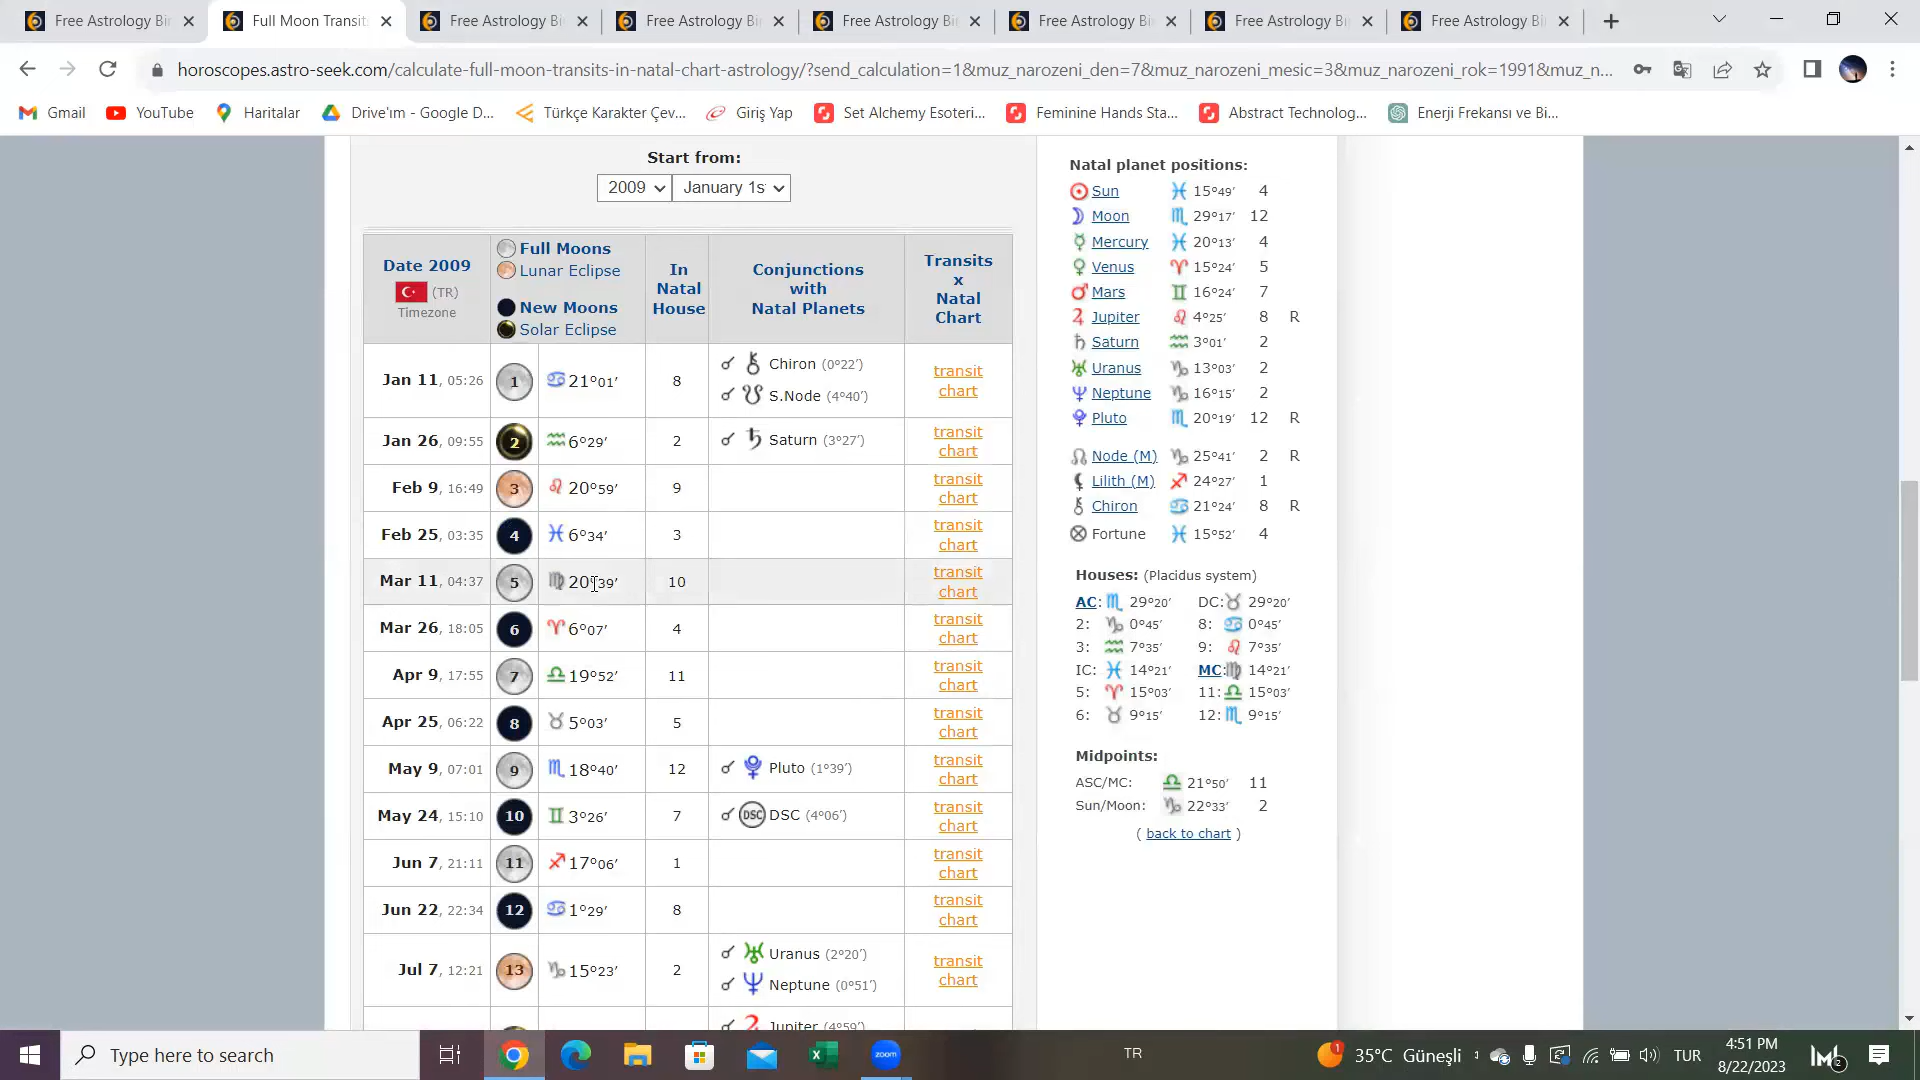 Free Astrology Bi
Full Moon Transit
Free Astrology Bi
Free Astrology Bi
Free Astrology Bi
Free Astrology Bi
Free Astrology Bi
Free Astrology Bi
horoscopes.astro-seek.com/calculate-full-moon-transits-in-natal-chart-astrology/?send_calculation=1&muz_narozeni_den=7&muz_narozeni_mesic=3&muz_narozeni_rok=1991&muz_n...
Gmail YouTube Haritalar Drive'ım - Google D... Türkçe Karakter Çev... Giriş Yap Set Alchemy Esoteri... Feminine Hands Sta... Abstract Technolog... Enerji Frekansı ve Bi...
Start from:
2009 January 1s
Date 2009
(TR)
Timezone
Full Moons
Lunar Eclipse
New Moons
Solar Eclipse
In
Natal
House
Conjunctions
with
Natal Planets
Transits
x
Natal
Chart
Jan 11, 05:26 1 ♋ 21°01' 8 ☌ Chiron (0°22') transit chart
☌ S.Node (4°40')
Jan 26, 09:55 2 ♒ 6°29' 2 ☌ ♄ Saturn (3°27') transit chart
Feb 9, 16:49 3 ♌ 20°59' 9 transit chart
Feb 25, 03:35 4 ♓ 6°34' 3 transit chart
Mar 11, 04:37 5 ♍ 20°39' 10 transit chart
Mar 26, 18:05 6 ♈ 6°07' 4 transit chart
Apr 9, 17:55 7 ♎ 19°52' 11 transit chart
Apr 25, 06:22 8 ♉ 5°03' 5 transit chart
May 9, 07:01 9 ♏ 18°40' 12 ☌ Pluto (1°39') transit chart
May 24, 15:10 10 ♊ 3°26' 7 ☌ DSC DSC (4°06') transit chart
Jun 7, 21:11 11 ♐ 17°06' 1 transit chart
Jun 22, 22:34 12 ♋ 1°29' 8 transit chart
Jul 7, 12:21 13 ♑ 15°23' 2 ☌ ♅ Uranus (2°20') transit chart
☌ ♆ Neptune (0°51')
Jupiter (4°59')
Natal planet positions:
Sun ♓ 15°49' 4
Moon ♏ 29°17' 12
Mercury ♓ 20°13' 4
Venus ♈ 15°24' 5
Mars ♊ 16°24' 7
Jupiter ♌ 4°25' 8 R
Saturn ♒ 3°01' 2
Uranus ♑ 13°03' 2
Neptune ♑ 16°15' 2
Pluto ♏ 20°19' 12 R
Node (M) ♑ 25°41' 2 R
Lilith (M) ♐ 24°27' 1
Chiron ♋ 21°24' 8 R
Fortune ♓ 15°52' 4
Houses: (Placidus system)
AC: ♏ 29°20' DC: ♉ 29°20'
2: ♑ 0°45' 8: ♋ 0°45'
3: ♒ 7°35' 9: ♌ 7°35'
IC: ♓ 14°21' MC: ♍ 14°21'
5: ♈ 15°03' 11: ♎ 15°03'
6: ♉ 9°15' 12: ♏ 9°15'
Midpoints:
ASC/MC: ♎ 21°50' 11
Sun/Moon: ♑ 22°33' 2
( back to chart )
Type here to search
zoom
TR
1
35°C Güneşli
TUR
4:51 PM
8/22/2023
2